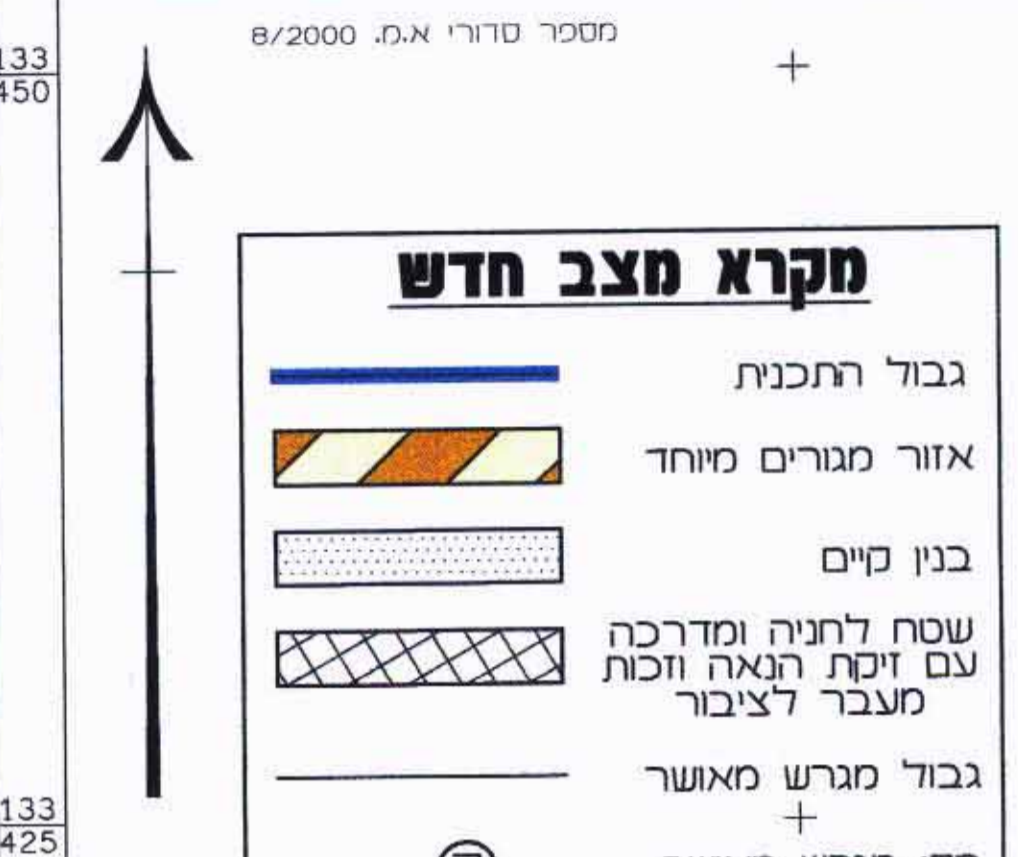 מספר סדורי א.מ. 8/2000
133
450
מקרא מצב חדש
גבול התכנית
אזור מגורים מיוחד
בנין קיים
שטח לחניה ומדרכה
עם זיקת הנאה וזכות
מעבר לציבור
גבול מגרש מאושר
133
425